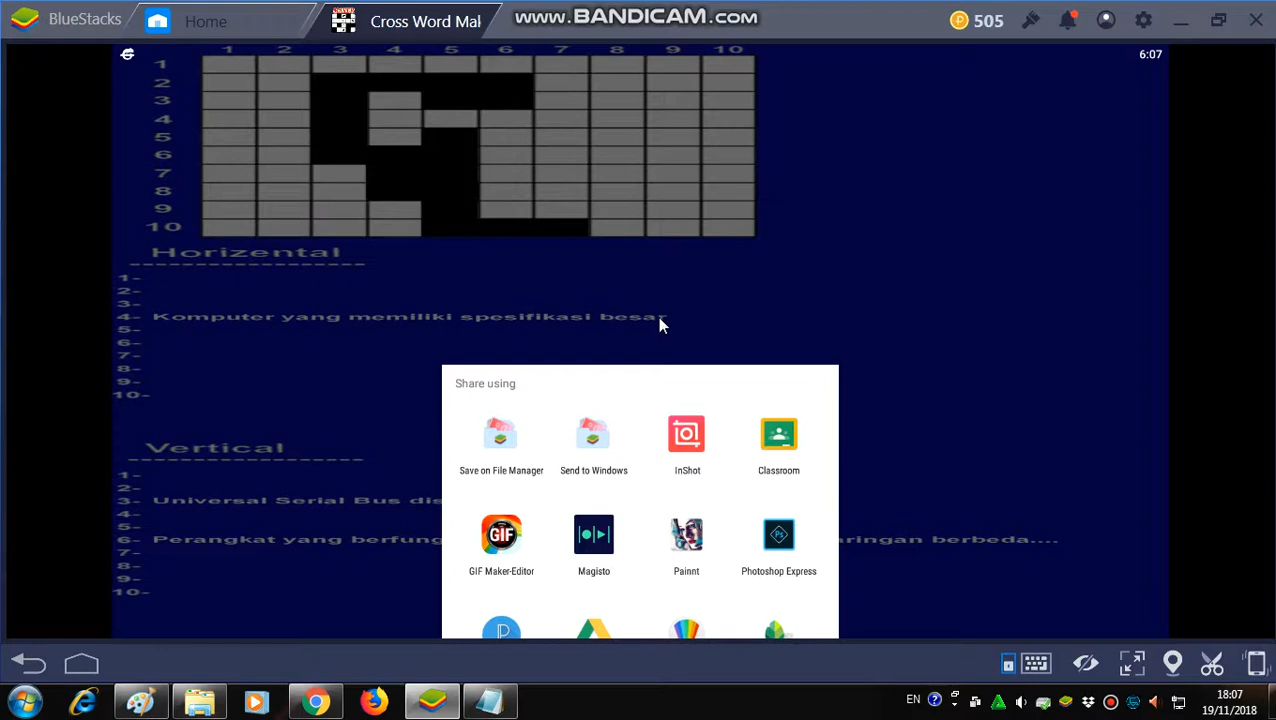 BlueStacks
Home
Cross Word Mal
www.BANDICAM.com
505
6:07
1 2 3 4 5 6 7 8 9 10
1
2
3
4
5
6
7
8
9
10
Horizental
1-
2-
3-
4- Komputer yang memiliki spesifikasi besar
5-
6-
7-
8-
9-
10-
Vertical
1-
2-
3- Universal Serial Bus dis
4-
5-
6- Perangkat yang berfung aringan berbeda....
7-
8-
9-
10-
Share using
Save on File Manager
Send to Windows
InShot
Classroom
GIF
GIF Maker-Editor
Magisto
Painnt
Ps
Photoshop Express
EN
18:07
19/11/2018